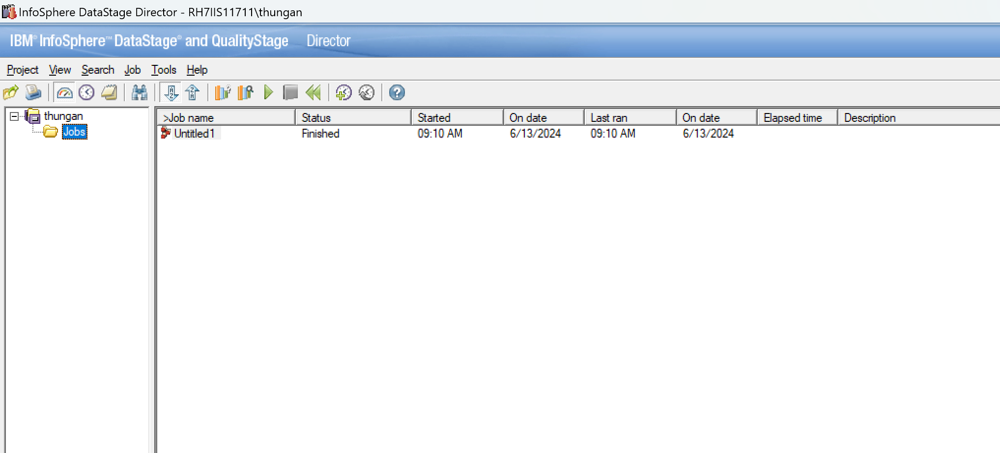 InfoSphere DataStage Director - RH7IIS11711\thungan
IBM® InfoSphere™ DataStage® and QualityStage Director
Project View Search Job Tools Help
thungan
Jobs
>Job name Status Started On date Last ran On date Elapsed time Description
Untitled1 Finished 09:10 AM 6/13/2024 09:10 AM 6/13/2024